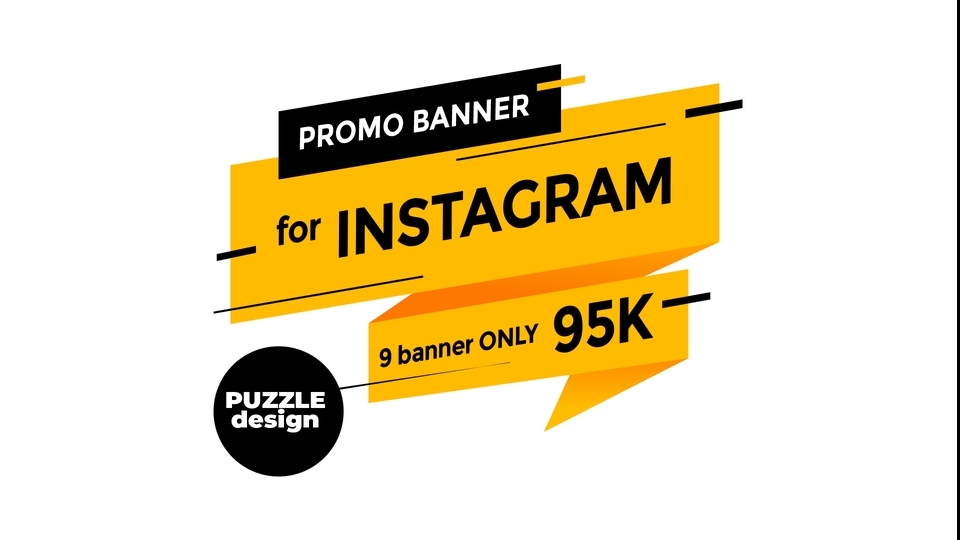 PROMO BANNER
for INSTAGRAM
9 banner ONLY 95K
PUZZLE
design